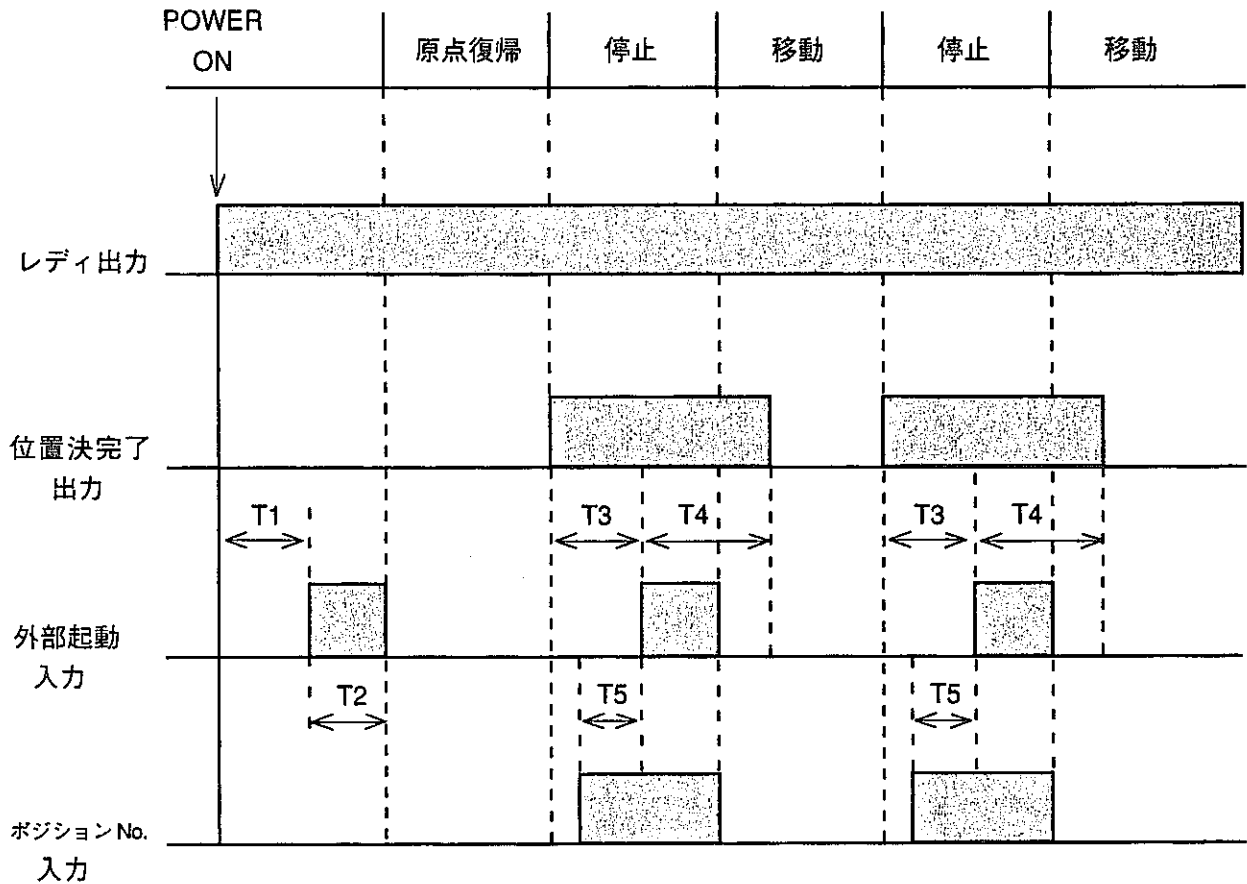 POWER
ON
原点復帰
停止
移動
停止
移動
レディ出力
位置決完了
出力
T1
T3
T4
T3
T4
外部起動
入力
T2
T5
T5
ポジションNo.
入力